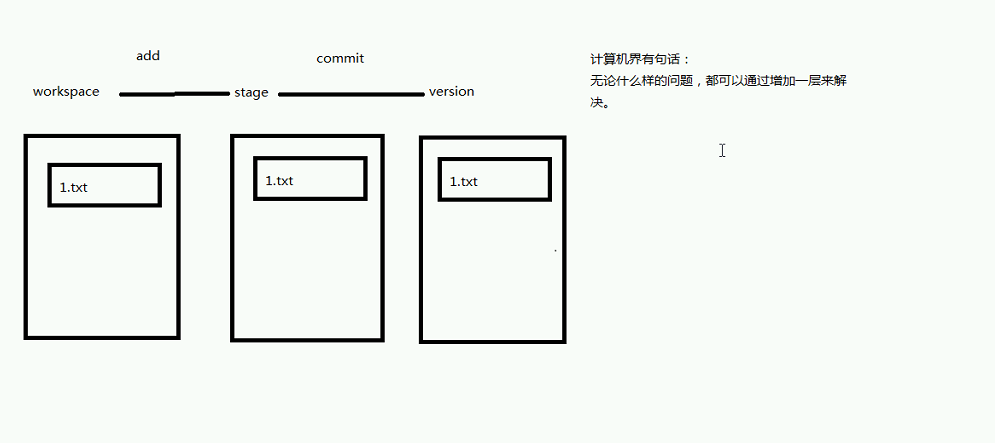 add
commit
workspace
stage
version
1.txt
1.txt
1.txt
计算机界有句话：
无论什么样的问题，都可以通过增加一层来解
决。